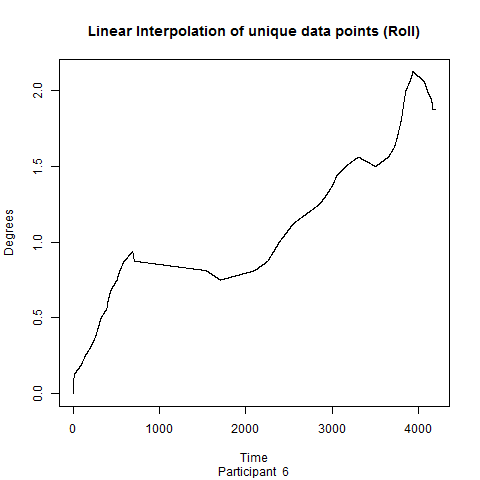 Linear Interpolation of unique data points (Roll)
Degrees
2.0
1.5
1.0
0.5
0.0
0 1000 2000 3000 4000
Time
Participant 6